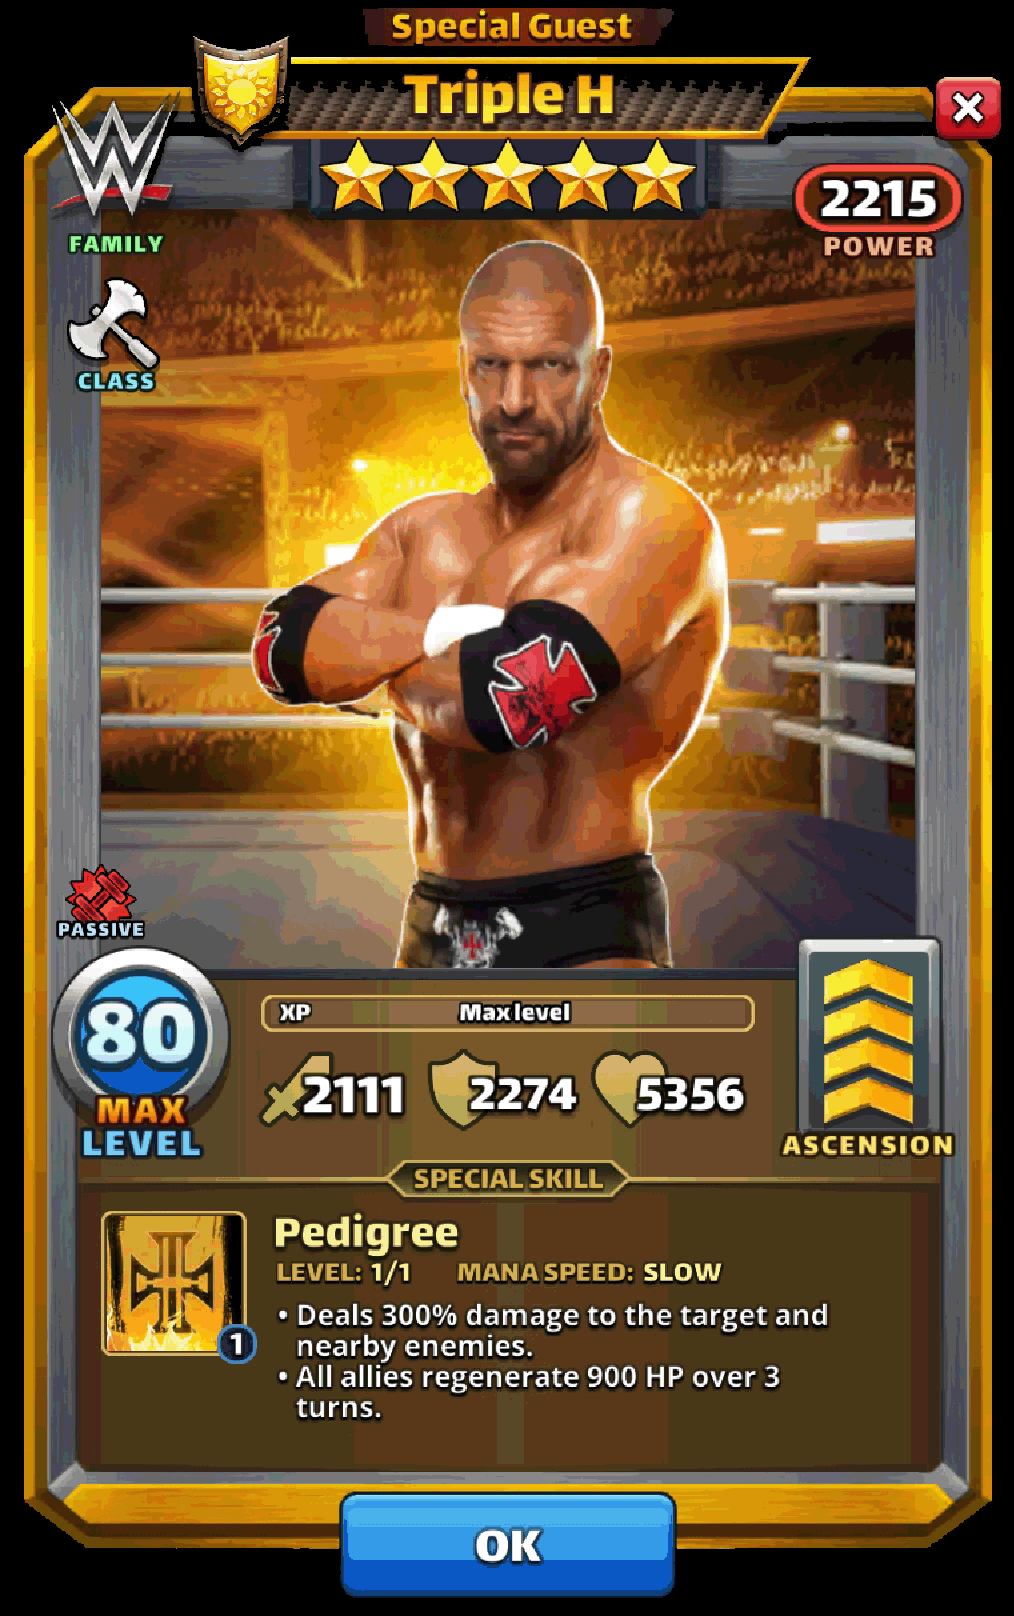 Special Guest
Triple H
W
2215
POWER
FAMILY
CLASS
PASSIVE
80
MAX
LEVEL
XP Max level
2111 2274 5356
ASCENSION
SPECIAL SKILL
Pedigree
LEVEL: 1/1 MANA SPEED: SLOW
1
• Deals 300% damage to the target and
nearby enemies.
• All allies regenerate 900 HP over 3
turns.
OK